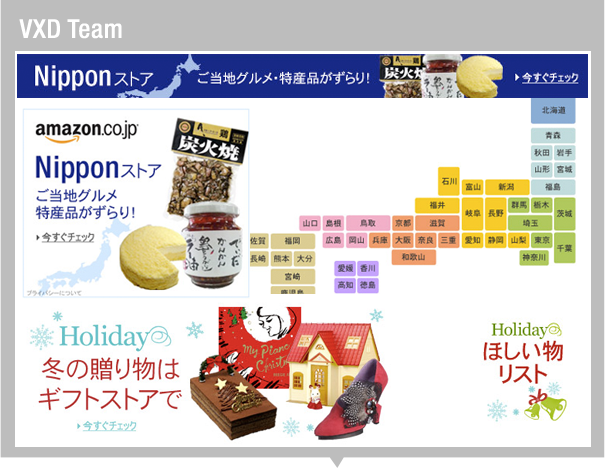 VXD Team
Nipponストア
ご当地グルメ・特産品がずらり!
今すぐチェック
炭火焼
amazon.co.jp
Nipponストア
ご当地グルメ
特産品がずらり!
今すぐチェック
プライバシーについて
鶏
炭火焼
北海道
青森
秋田 岩手
山形 宮城
石川 富山 新潟 福島
福井 岐阜 長野 群馬 栃木 茨城
山口 島根 鳥取 京都 滋賀 埼玉
佐賀 福岡 広島 岡山 兵庫 大阪 奈良 三重 愛知 静岡 山梨 東京 千葉
長崎 熊本 大分 愛媛 香川 和歌山 神奈川
宮崎 高知 徳島
鹿児島
Holiday
冬の贈り物は
ギフトストアで
今すぐチェック
My Piano
Christmas
Holiday
ほしい物
リスト